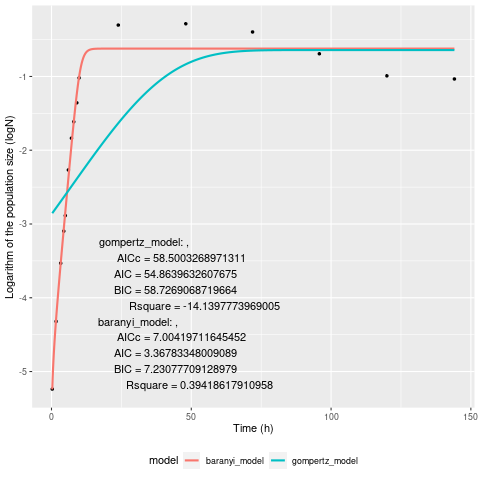 -1
-2
-3
-4
-5
Logarithm of the population size (logN)
gompertz_model: ,
AICc = 58.5003268971311
AIC = 54.8639632607675
BIC = 58.7269068719664
Rsquare = -14.1397773969005
baranyi_model: ,
AICc = 7.00419711645452
AIC = 3.36783348009089
BIC = 7.23077709128979
Rsquare = 0.39418617910958
0 50 100 150
Time (h)
model baranyi_model gompertz_model